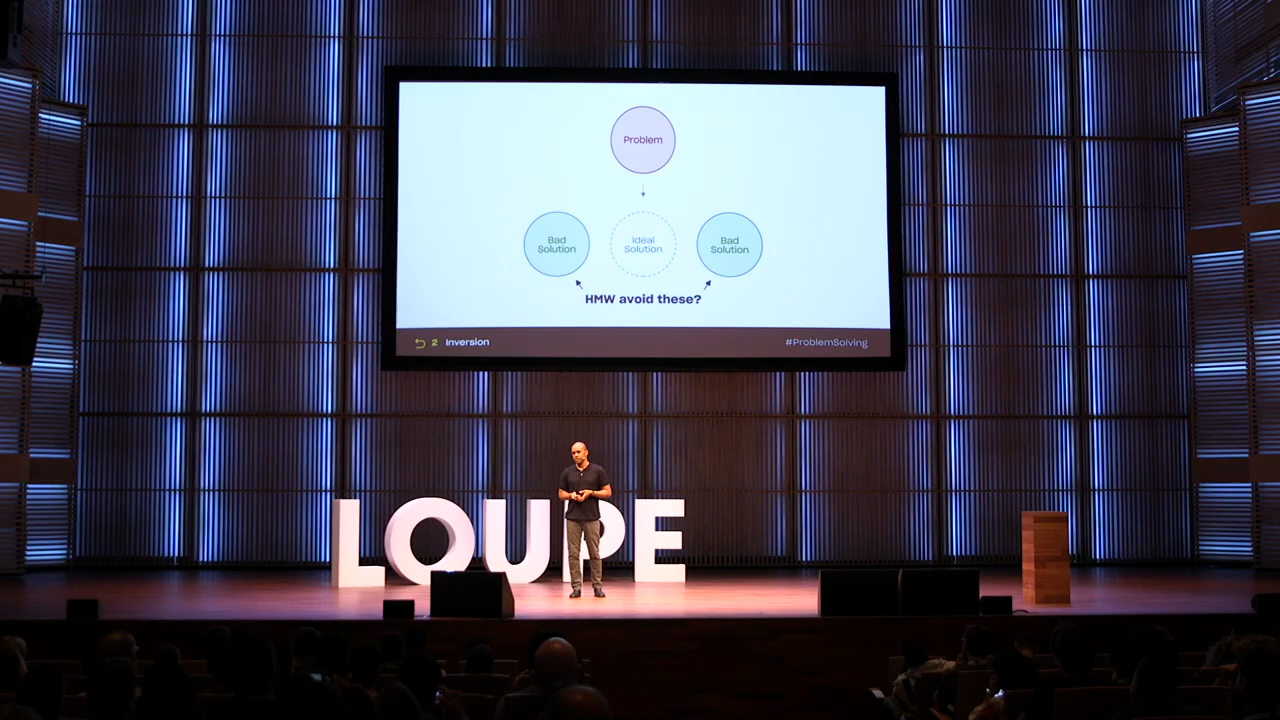 Problem
Bad
Solution
Ideal
Solution
Bad
Solution
HMW avoid these?
2 Inversion
#ProblemSolving
LOUPE